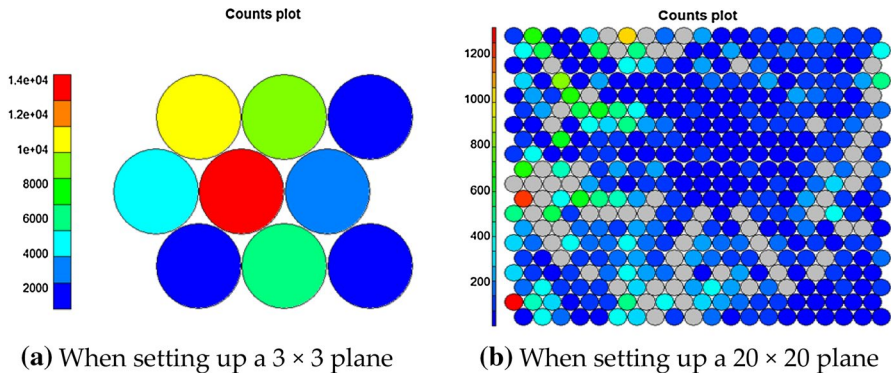 Counts plot
1.4e+04
1.2e+04
1e+04
8000
6000
4000
2000
(a) When setting up a 3 × 3 plane
Counts plot
1200
1000
800
600
400
200
(b) When setting up a 20 × 20 plane